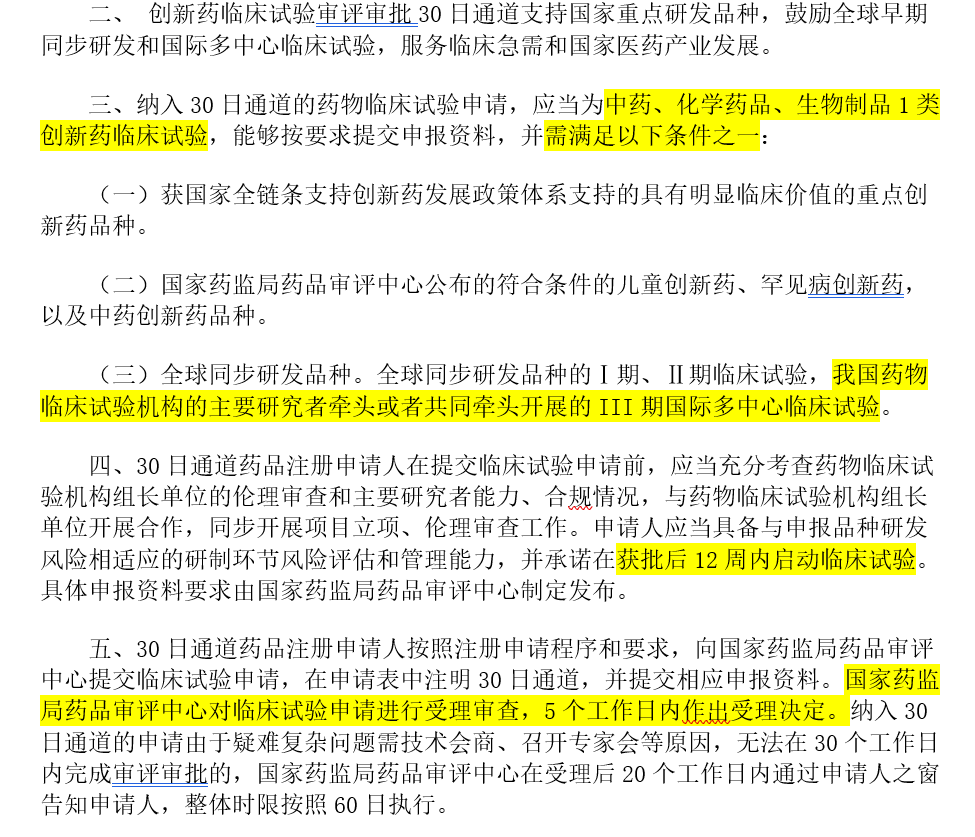 二、 创新药临床试验审评审批 30 日通道支持国家重点研发品种，鼓励全球早期
同步研发和国际多中心临床试验，服务临床急需和国家医药产业发展。
三、纳入 30 日通道的药物临床试验申请，应当为中药、化学药品、生物制品 1 类
创新药临床试验，能够按要求提交申报资料，并需满足以下条件之一：
（一）获国家全链条支持创新药发展政策体系支持的具有明显临床价值的重点创
新药品种。
（二）国家药监局药品审评中心公布的符合条件的儿童创新药、罕见病创新药，
以及中药创新药品种。
（三）全球同步研发品种。全球同步研发品种的Ⅰ期、Ⅱ期临床试验，我国药物
临床试验机构的主要研究者牵头或者共同牵头开展的 III 期国际多中心临床试验。
四、30 日通道药品注册申请人在提交临床试验申请前，应当充分考查药物临床试
验机构组长单位的伦理审查和主要研究者能力、合规情况，与药物临床试验机构组长
单位开展合作，同步开展项目立项、伦理审查工作。申请人应当具备与申报品种研发
风险相适应的研制环节风险评估和管理能力，并承诺在获批后 12 周内启动临床试验。
具体申报资料要求由国家药监局药品审评中心制定发布。
五、30 日通道药品注册申请人按照注册申请程序和要求，向国家药监局药品审评
中心提交临床试验申请，在申请表中注明 30 日通道，并提交相应申报资料。国家药监
局药品审评中心对临床试验申请进行受理审查，5 个工作日内作出受理决定。纳入 30
日通道的申请由于疑难复杂问题需技术会商、召开专家会等原因，无法在 30 个工作日
内完成审评审批的，国家药监局药品审评中心在受理后 20 个工作日内通过申请人之窗
告知申请人，整体时限按照 60 日执行。